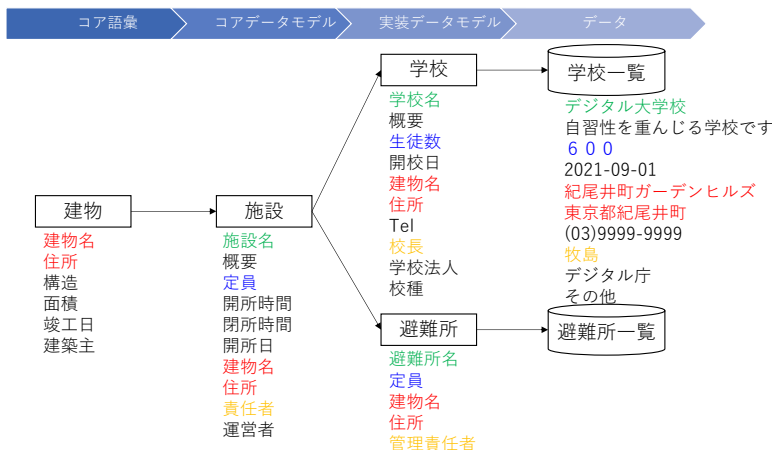 コア語彙
コアデータモデル
実装データモデル
データ
建物
建物名
住所
構造
面積
竣工日
建築主
施設
施設名
概要
定員
開所時間
閉所時間
開所日
建物名
住所
責任者
運営者
学校
学校名
概要
生徒数
開校日
建物名
住所
Tel
校長
学校法人
校種
避難所
避難所名
定員
建物名
住所
管理責任者
学校一覧
デジタル大学校
自習性を重んじる学校です
６００
2021-09-01
紀尾井町ガーデンヒルズ
東京都紀尾井町
(03)9999-9999
牧島
デジタル庁
その他
避難所一覧